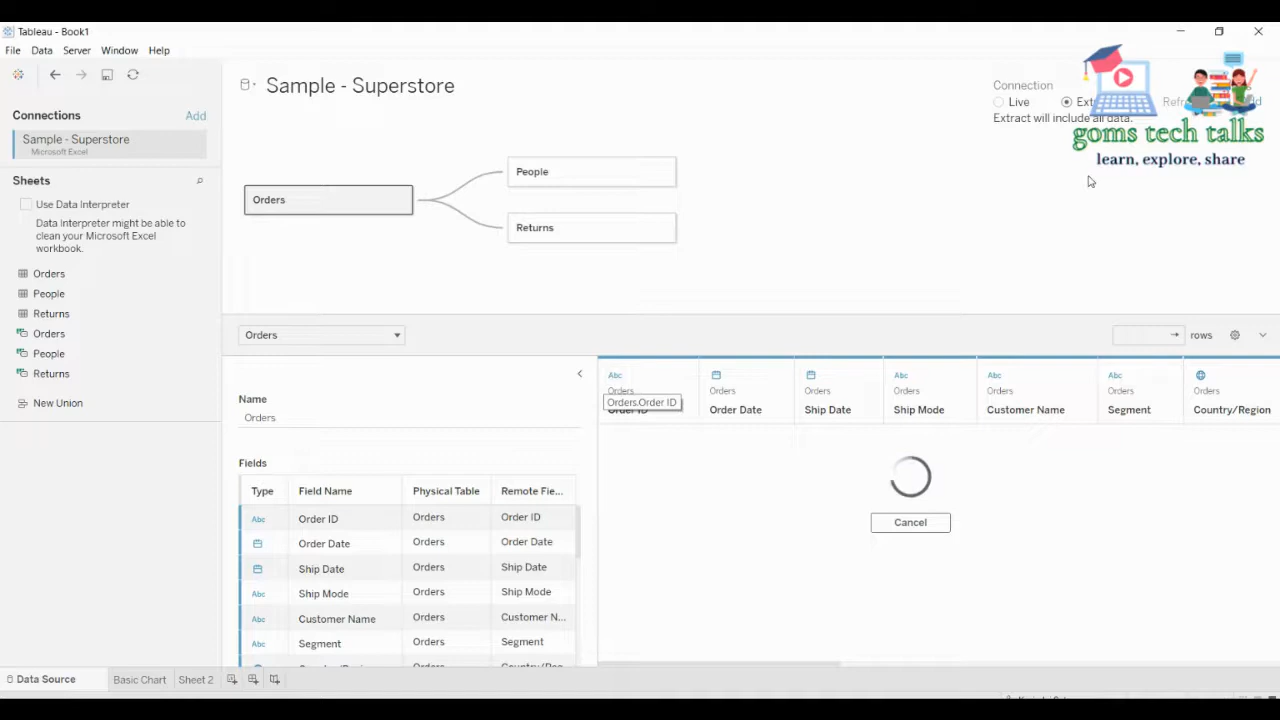 Tableau - Book1
File Data Server Window Help
Connections Add
Sample - Superstore
Microsoft Excel
Sheets
Use Data Interpreter
Data Interpreter might be able to
clean your Microsoft Excel
workbook.
Orders
People
Returns
Orders
People
Returns
New Union
Sample - Superstore
Connection
Live
Extract will include all data.
goms tech talks
learn, explore, share
Orders
People
Returns
Orders
rows
Name
Orders
Fields
Type Field Name Physical Table Remote Fie...
Abc Order ID Orders Order ID
Order Date Orders Order Date
Ship Date Orders Ship Date
Abc Ship Mode Orders Ship Mode
Abc Customer Name Orders Customer N...
Abc Segment Orders Segment
Abc Abc Abc Abc
Orders Orders Orders Orders Orders Orders Orders
Orders.Order ID
Order ID Order Date Ship Date Ship Mode Customer Name Segment Country/Region
Cancel
Data Source Basic Chart Sheet 2